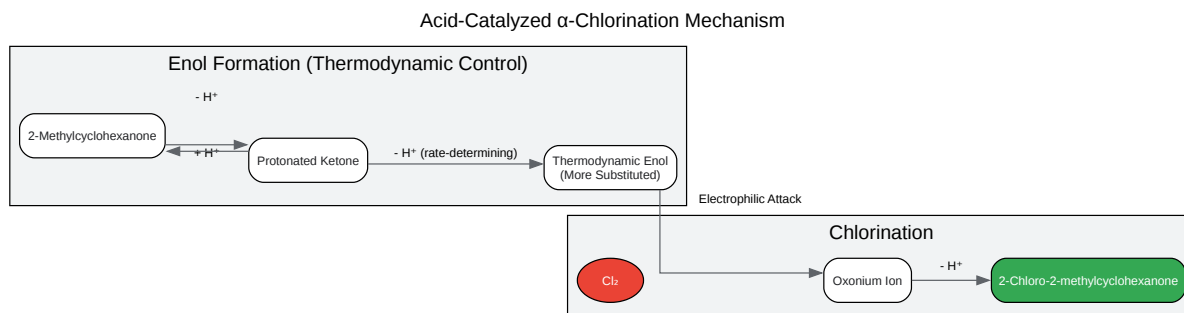 Acid-Catalyzed α-Chlorination Mechanism
Enol Formation (Thermodynamic Control)
- H⁺
2-Methylcyclohexanone
+ H⁺
Protonated Ketone
- H⁺ (rate-determining)
Thermodynamic Enol
(More Substituted)
Electrophilic Attack
Chlorination
Cl₂
Oxonium Ion
- H⁺
2-Chloro-2-methylcyclohexanone